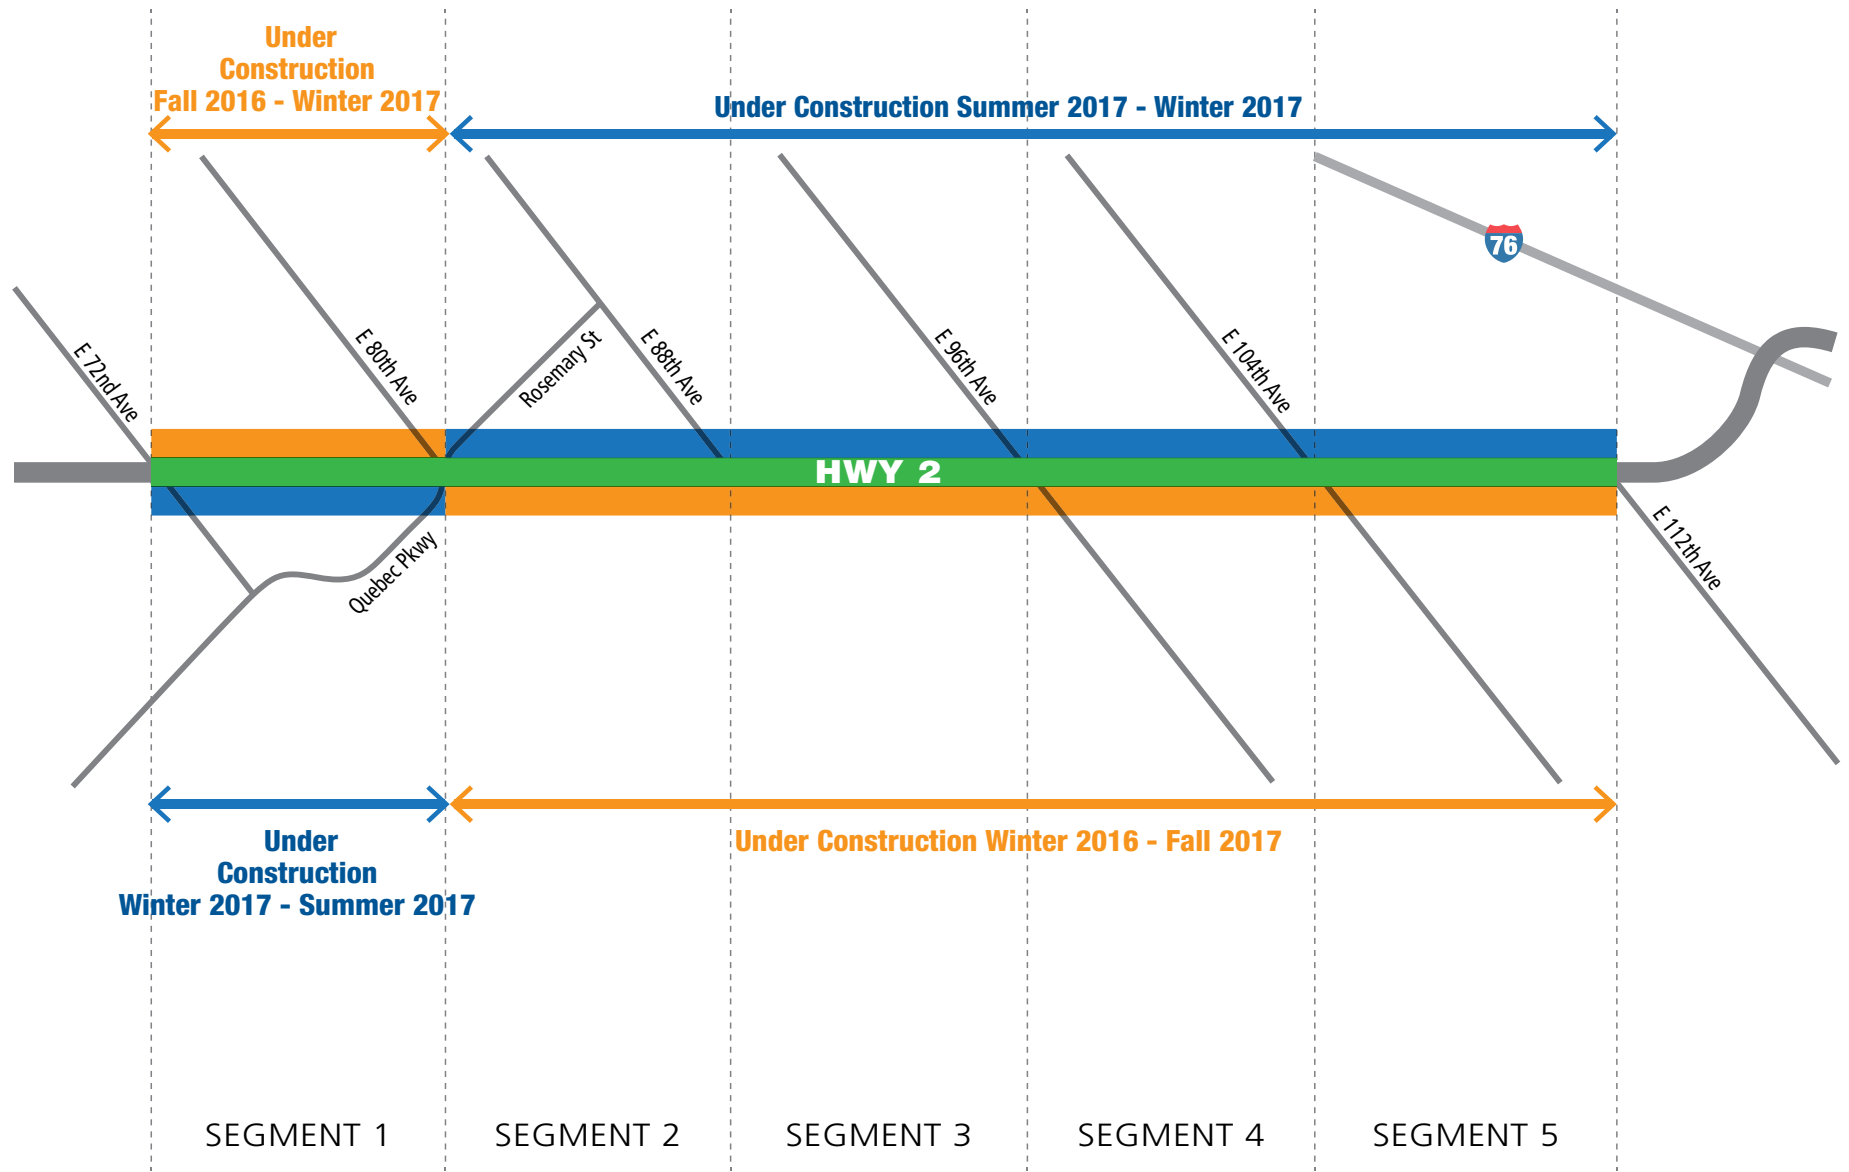 Under
Construction
Fall 2016 - Winter 2017
Under Construction Summer 2017 - Winter 2017
76
E 72nd Ave
E 80th Ave
Rosemary St
E 88th Ave
E 96th Ave
E 104th Ave
HWY 2
Quebec Pkwy
E 112th Ave
Under
Construction
Winter 2017 - Summer 2017
Under Construction Winter 2016 - Fall 2017
SEGMENT 1
SEGMENT 2
SEGMENT 3
SEGMENT 4
SEGMENT 5